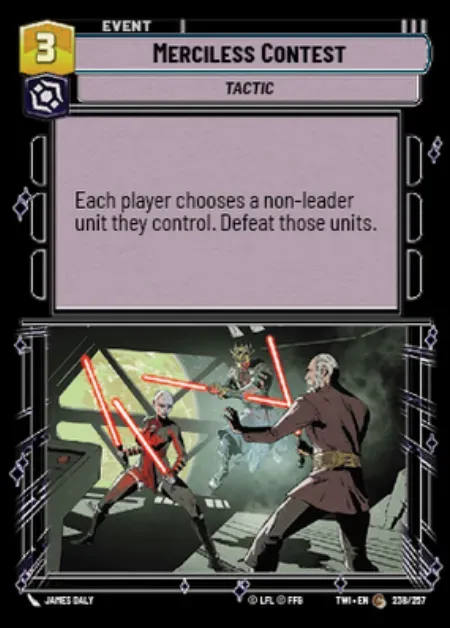 EVENT
3
MERCILESS CONTEST
TACTIC
Each player chooses a non-leader
unit they control. Defeat those units.
JAMES DALY
© LFL ℗ FFG
TWI • EN
238/257